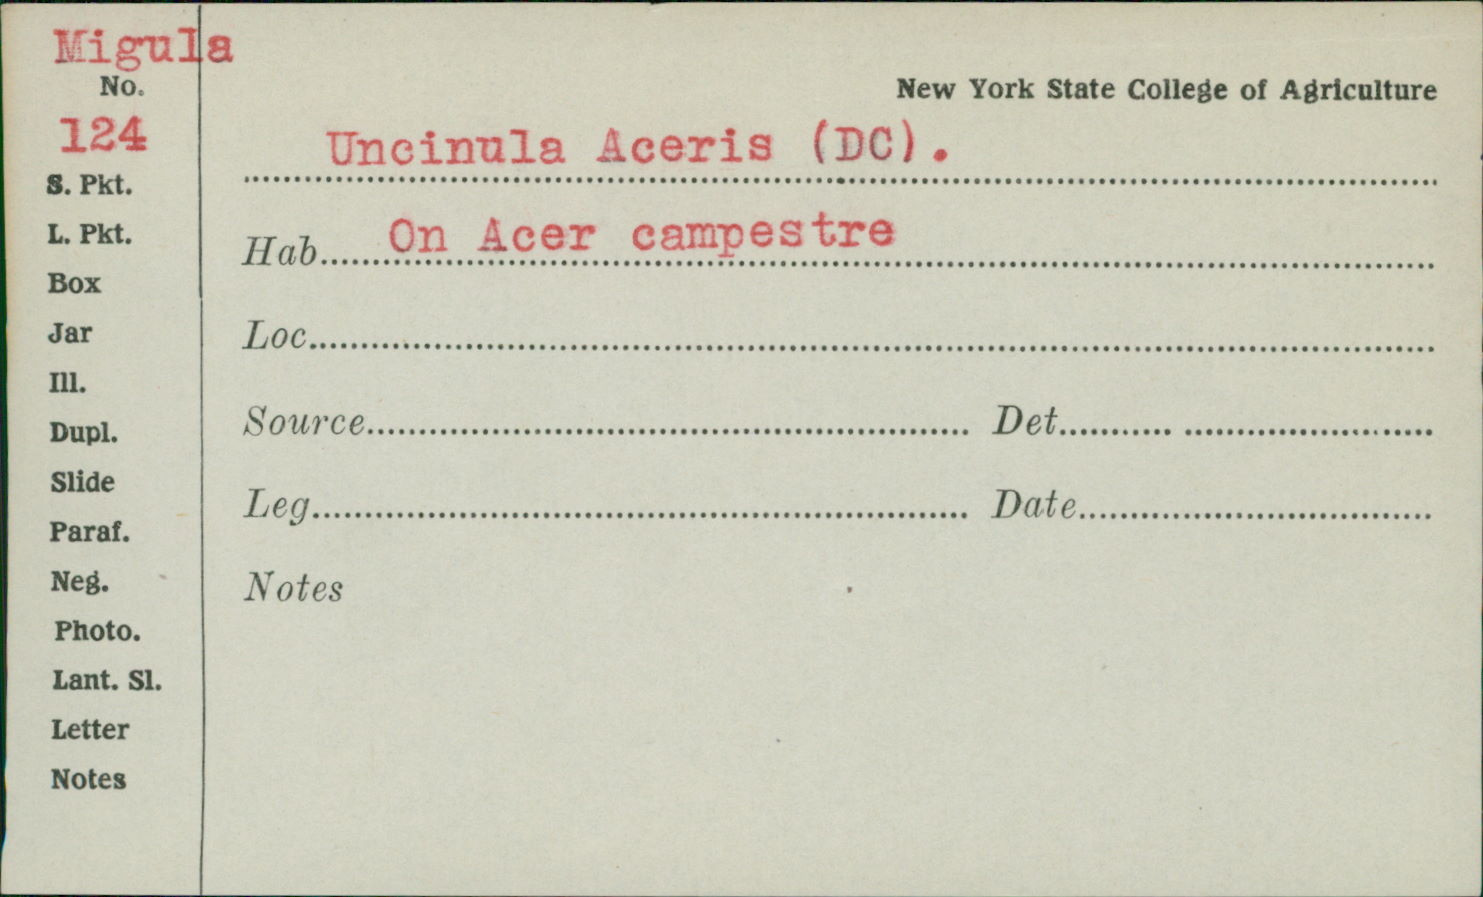 Migula
No.
124
S. Pkt.
L. Pkt.
Box
Jar
Ill.
Dupl.
Slide
Paraf.
Neg.
Photo.
Lant. Sl.
Letter
Notes
New York State College of Agriculture
Uncinula Aceris (DC).
Hab. On Acer campestre
Loc.
Source Det.
Leg. Date
Notes